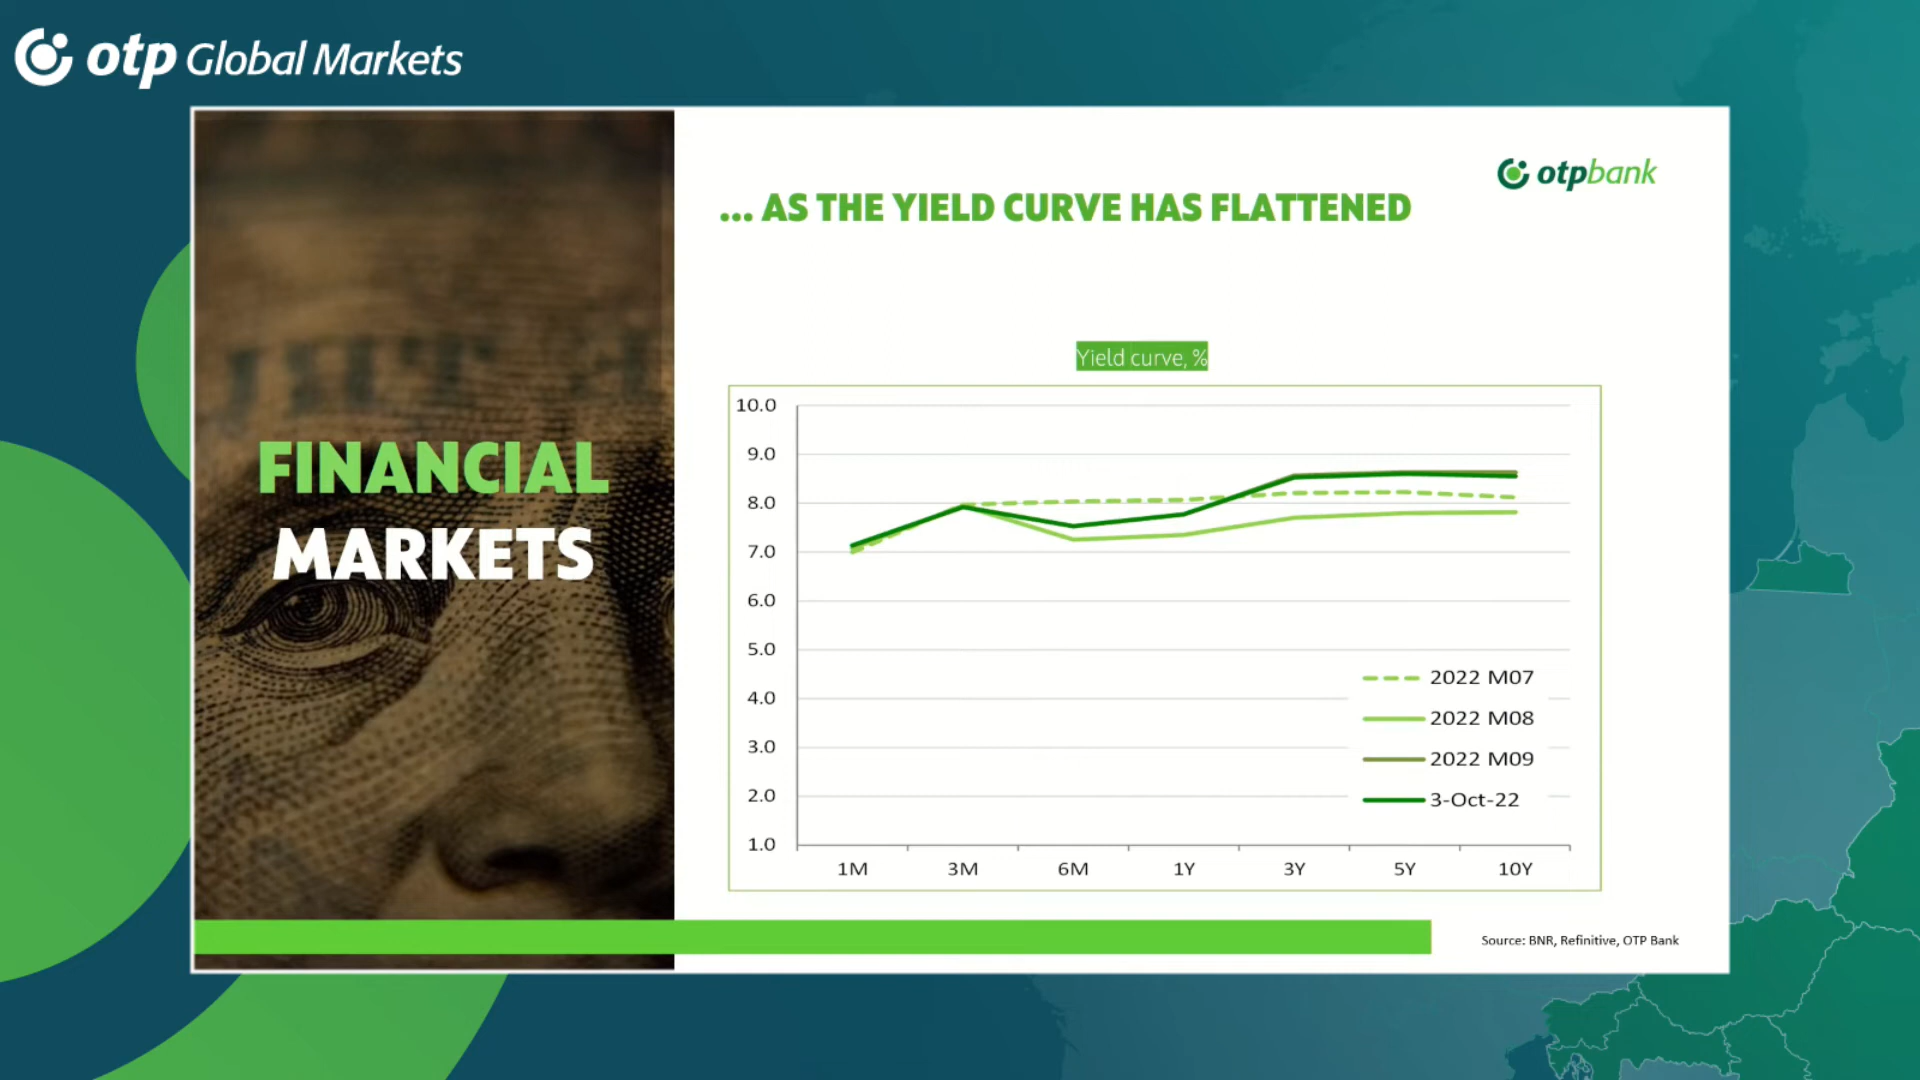 otp Global Markets
otpbank
... AS THE YIELD CURVE HAS FLATTENED
FINANCIAL
MARKETS
Yield curve, %
10.0
9.0
8.0
7.0
6.0
5.0
4.0
3.0
2.0
1.0
1M 3M 6M 1Y 3Y 5Y 10Y
2022 M07
2022 M08
2022 M09
3-Oct-22
Source: BNR, Refinitive, OTP Bank